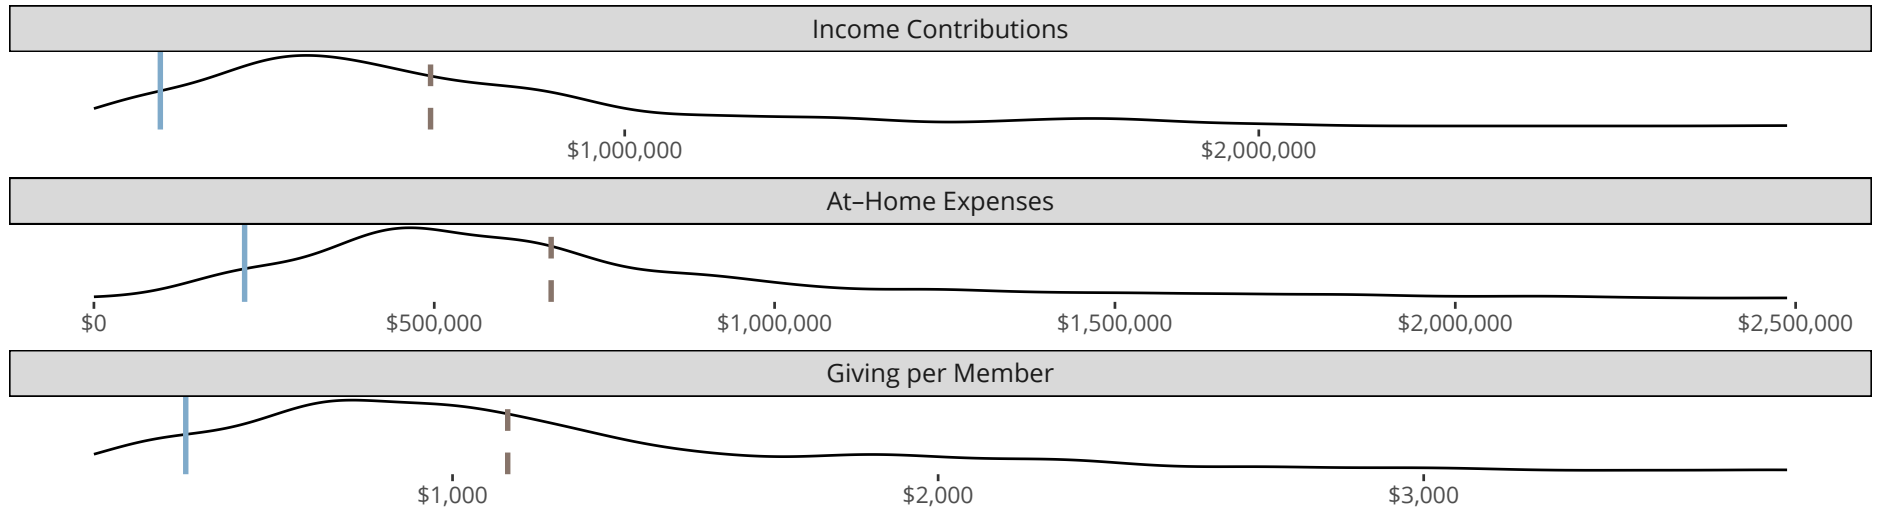 Income Contributions
$1,000,000 $2,000,000
At–Home Expenses
$0 $500,000 $1,000,000 $1,500,000 $2,000,000 $2,500,000
Giving per Member
$1,000 $2,000 $3,000